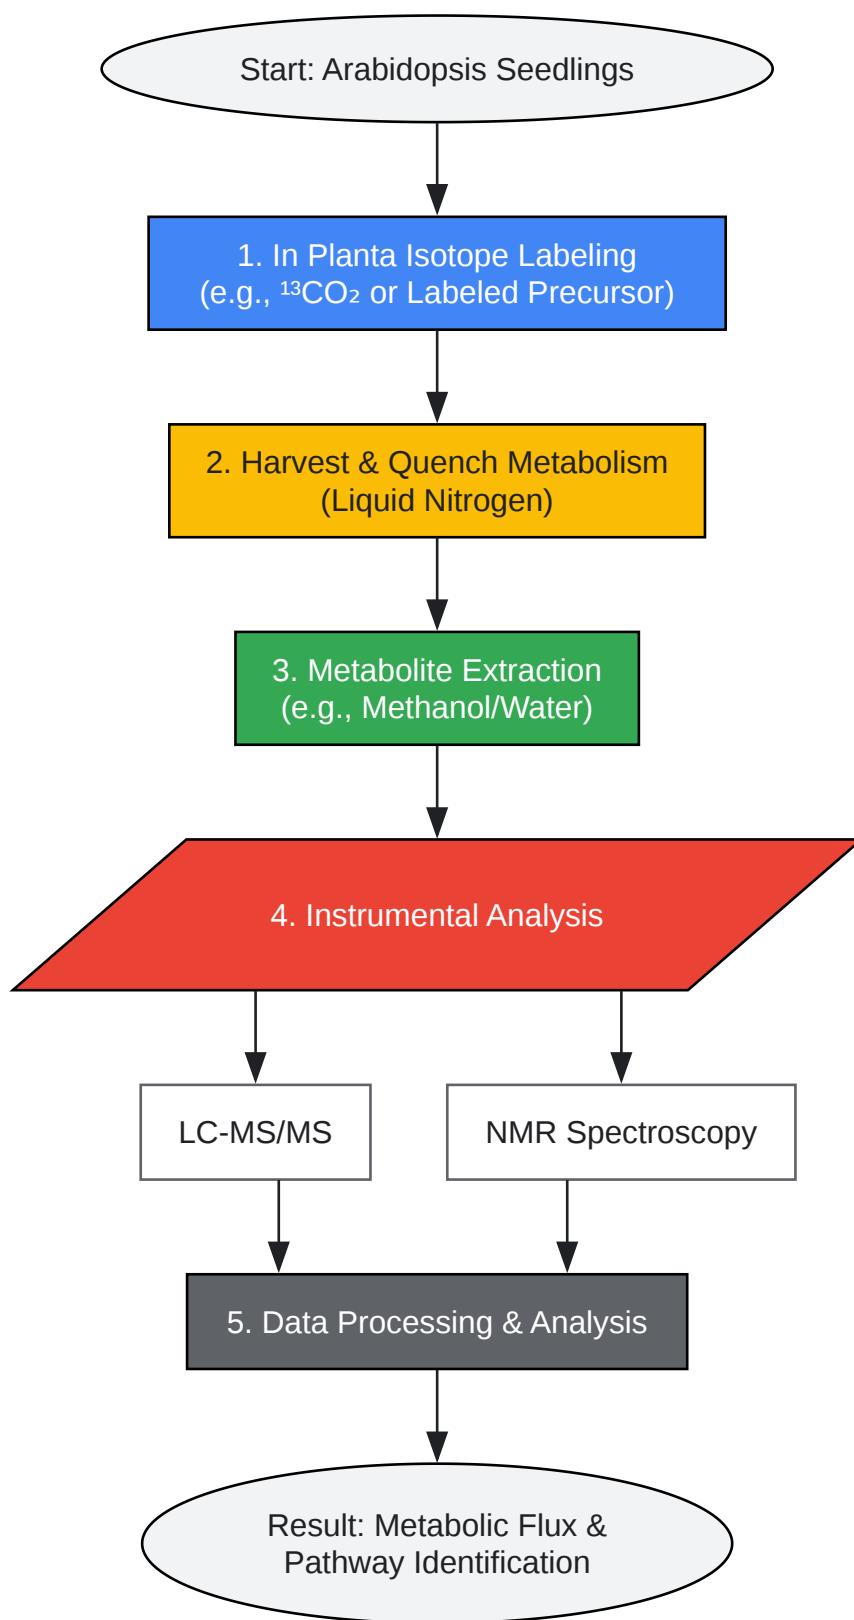 Start: Arabidopsis Seedlings
1. In Planta Isotope Labeling
(e.g., ¹³CO₂ or Labeled Precursor)
2. Harvest & Quench Metabolism
(Liquid Nitrogen)
3. Metabolite Extraction
(e.g., Methanol/Water)
4. Instrumental Analysis
LC-MS/MS
NMR Spectroscopy
5. Data Processing & Analysis
Result: Metabolic Flux &
Pathway Identification